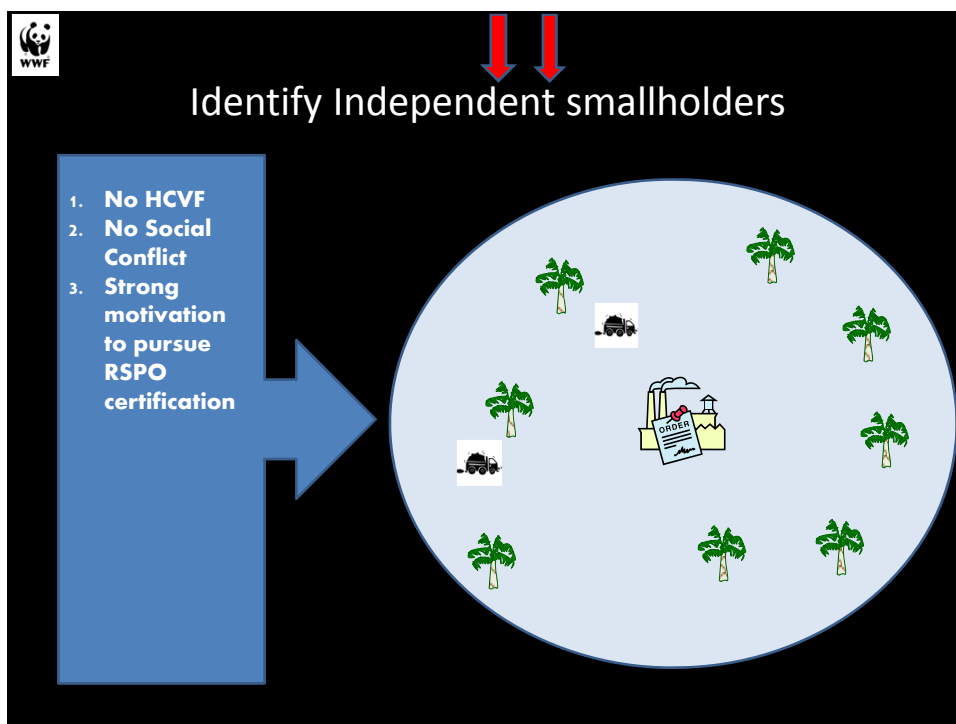 WWF
Identify Independent smallholders
1. No HCVF
2. No Social
Conflict
3. Strong
motivation
to pursue
RSPO
certification
ORDER